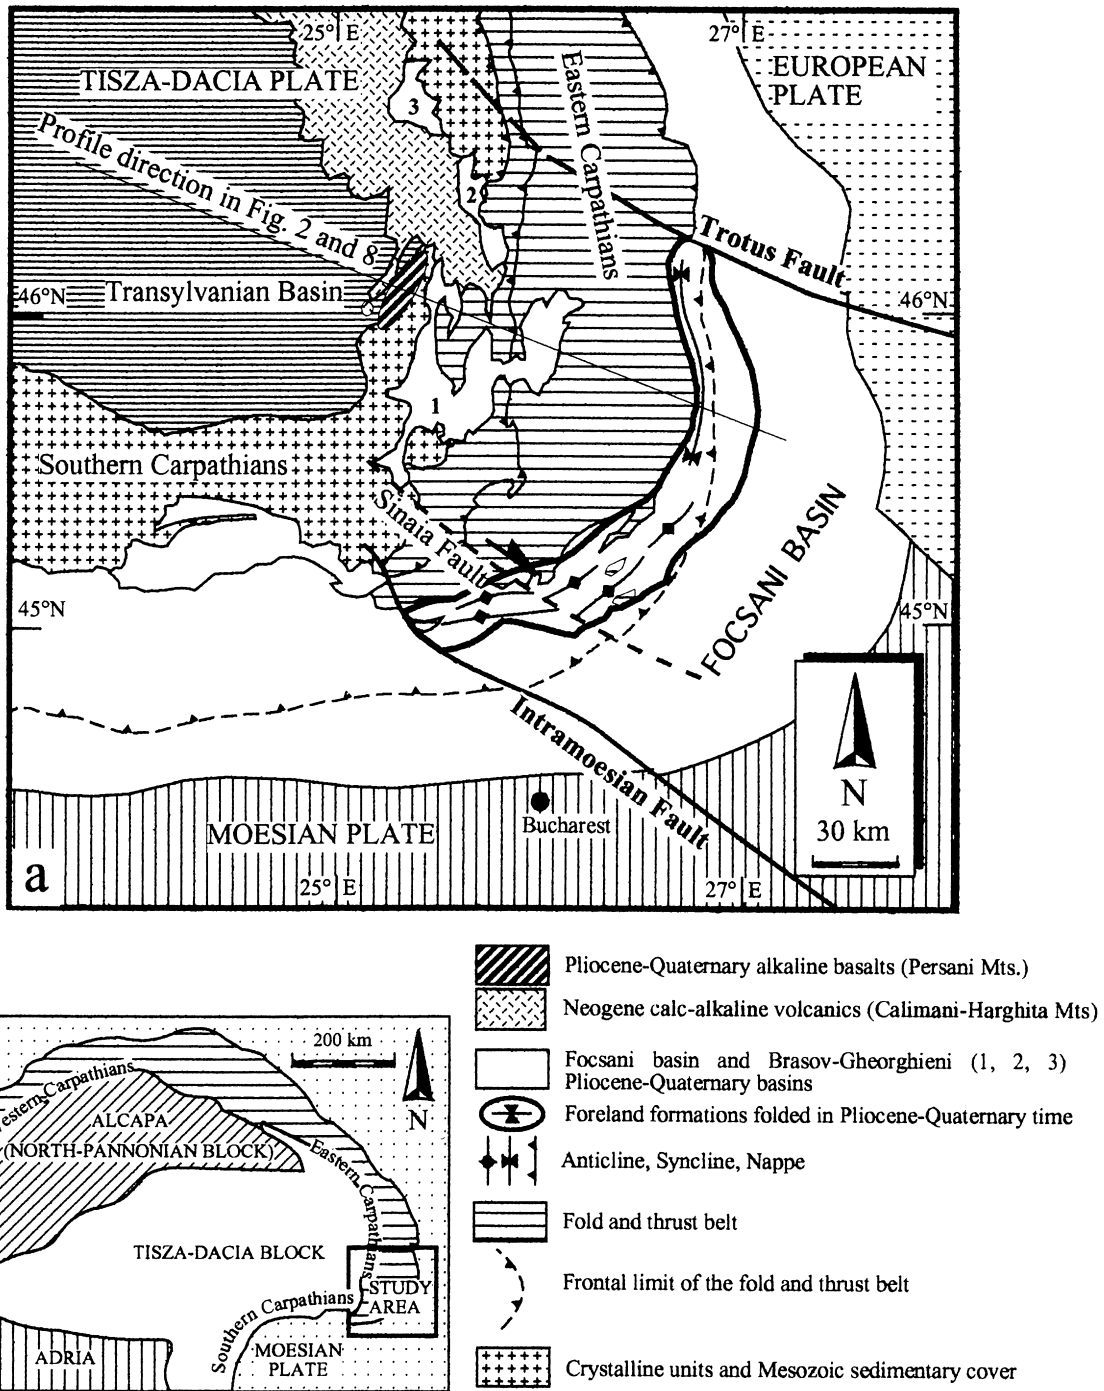 25° E
27° E
TISZA-DACIA PLATE
EUROPEAN
PLATE
3
Eastern Carpathians
Profile direction in Fig. 2 and 8
2
Trotus Fault
46°N
Transylvanian Basin
46°N
1
Southern Carpathians
Sinaia Fault
FOCSANI BASIN
45°N
45°N
Intramoesian Fault
N
30 km
MOESIAN PLATE
Bucharest
a
25° E
27° E
Pliocene-Quaternary alkaline basalts (Persani Mts.)
Neogene calc-alkaline volcanics (Calimani-Harghita Mts)
Focsani basin and Brasov-Gheorghieni (1, 2, 3)
Pliocene-Quaternary basins
Foreland formations folded in Pliocene-Quaternary time
Anticline, Syncline, Nappe
Fold and thrust belt
Frontal limit of the fold and thrust belt
Crystalline units and Mesozoic sedimentary cover
200 km
N
estern Carpathians
ALCAPA
(NORTH-PANNONIAN BLOCK)
Eastern Carpathians
TISZA-DACIA BLOCK
STUDY
AREA
Southern Carpathians
MOESIAN
PLATE
ADRIA